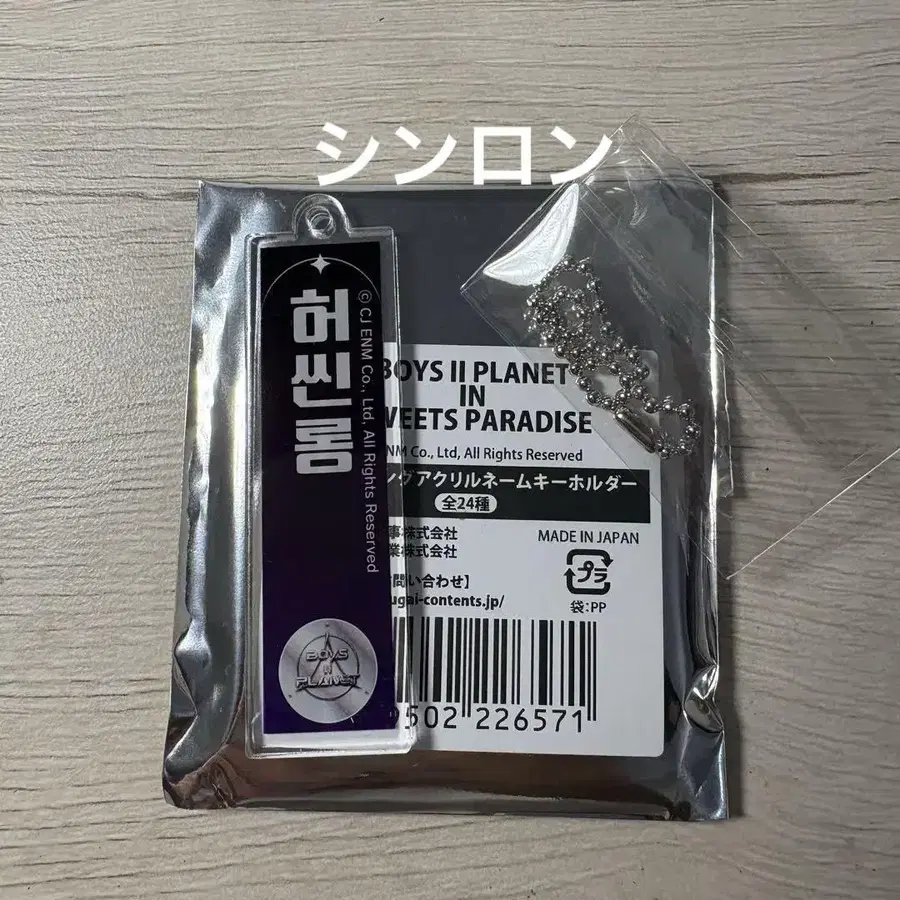 シンロン
허씬롱
© CJ ENM Co., Ltd, All Rights Reserved
BOYS
II
PLANET
BOYS II PLANET
IN
WEETS PARADISE
ENM Co., Ltd, All Rights Reserved
ングアクリルネームキーホルダー
全24種
事株式会社
業株式会社
MADE IN JAPAN
問い合わせ】
ugai-contents.jp/
プラ
袋:PP
9502 226571